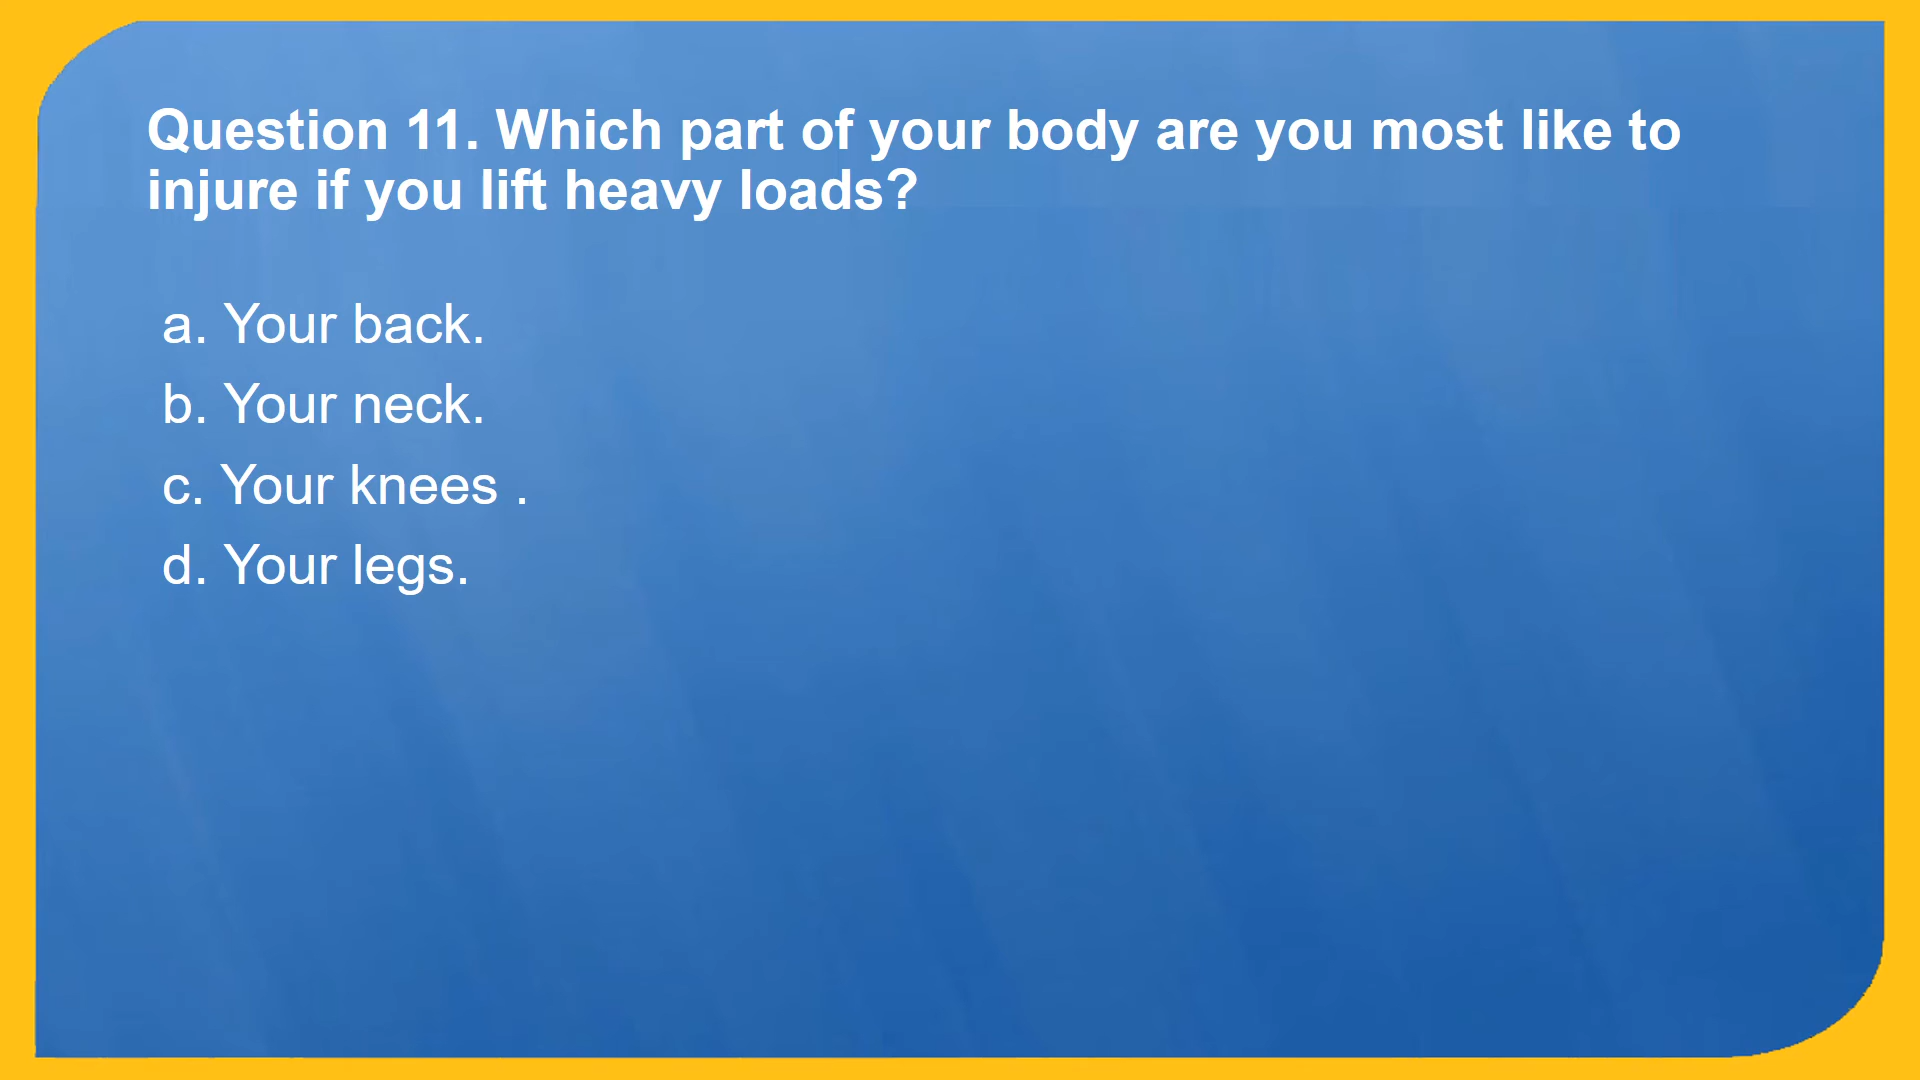 Question 11. Which part of your body are you most like to
injure if you lift heavy loads?
a. Your back.
b. Your neck.
c. Your knees .
d. Your legs.